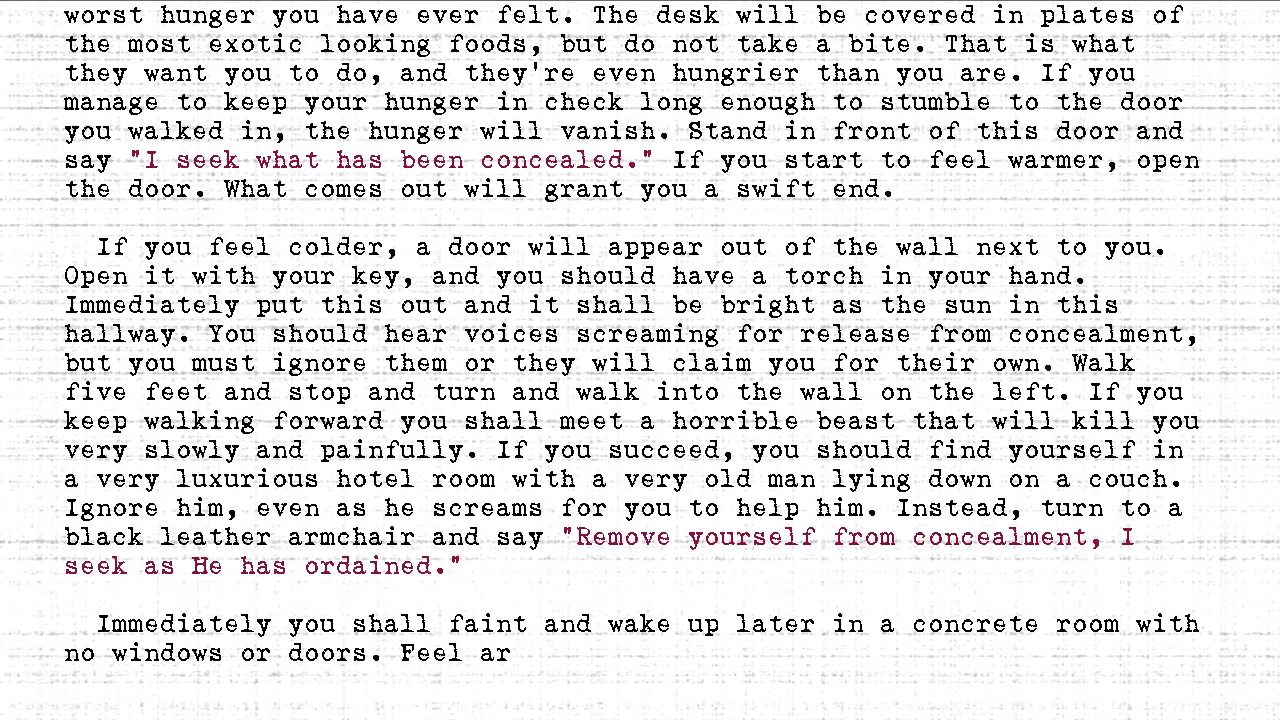 worst hunger you have ever felt. The desk will be covered in plates of
the most exotic looking foods, but do not take a bite. That is what
they want you to do, and they're even hungrier than you are. If you
manage to keep your hunger in check long enough to stumble to the door
you walked in, the hunger will vanish. Stand in front of this door and
say "I seek what has been concealed." If you start to feel warmer, open
the door. What comes out will grant you a swift end.
If you feel colder, a door will appear out of the wall next to you.
Open it with your key, and you should have a torch in your hand.
Immediately put this out and it shall be bright as the sun in this
hallway. You should hear voices screaming for release from concealment,
but you must ignore them or they will claim you for their own. Walk
five feet and stop and turn and walk into the wall on the left. If you
keep walking forward you shall meet a horrible beast that will kill you
very slowly and painfully. If you succeed, you should find yourself in
a very luxurious hotel room with a very old man lying down on a couch.
Ignore him, even as he screams for you to help him. Instead, turn to a
black leather armchair and say "Remove yourself from concealment, I
seek as He has ordained."
Immediately you shall faint and wake up later in a concrete room with
no windows or doors. Feel ar